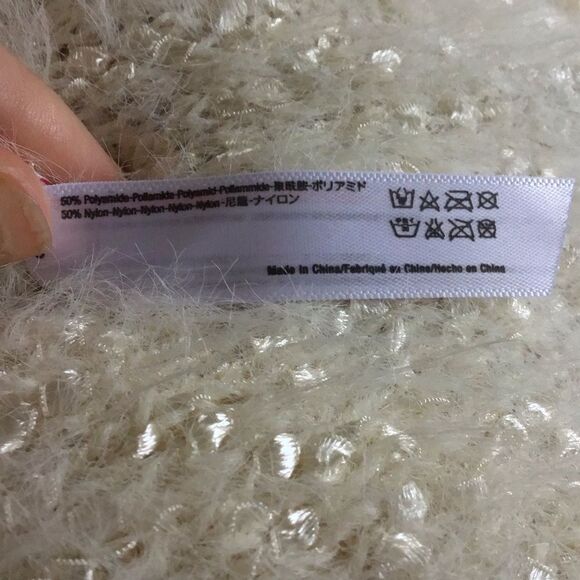 50% Polyamide-Poliamide-Polyamid-Poliammide-聚酰胺-ポリアミド
50% Nylon-Nylon-Nylon-Nylon-Nylon-尼龍-ナイロン
Made in China/Fabriqué en Chine/Hecho en China